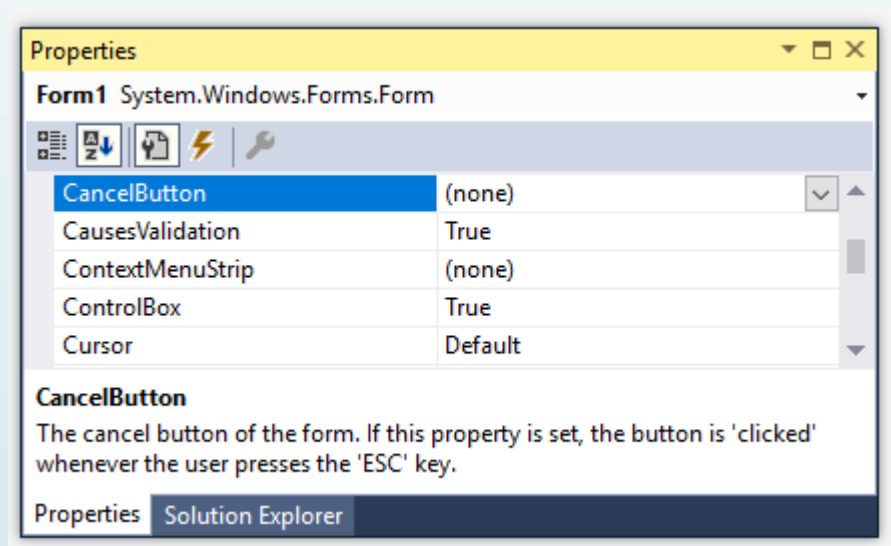 Properties
Form1 System.Windows.Forms.Form
A
Z
CancelButton (none)
CausesValidation True
ContextMenuStrip (none)
ControlBox True
Cursor Default
CancelButton
The cancel button of the form. If this property is set, the button is 'clicked'
whenever the user presses the 'ESC' key.
Properties Solution Explorer